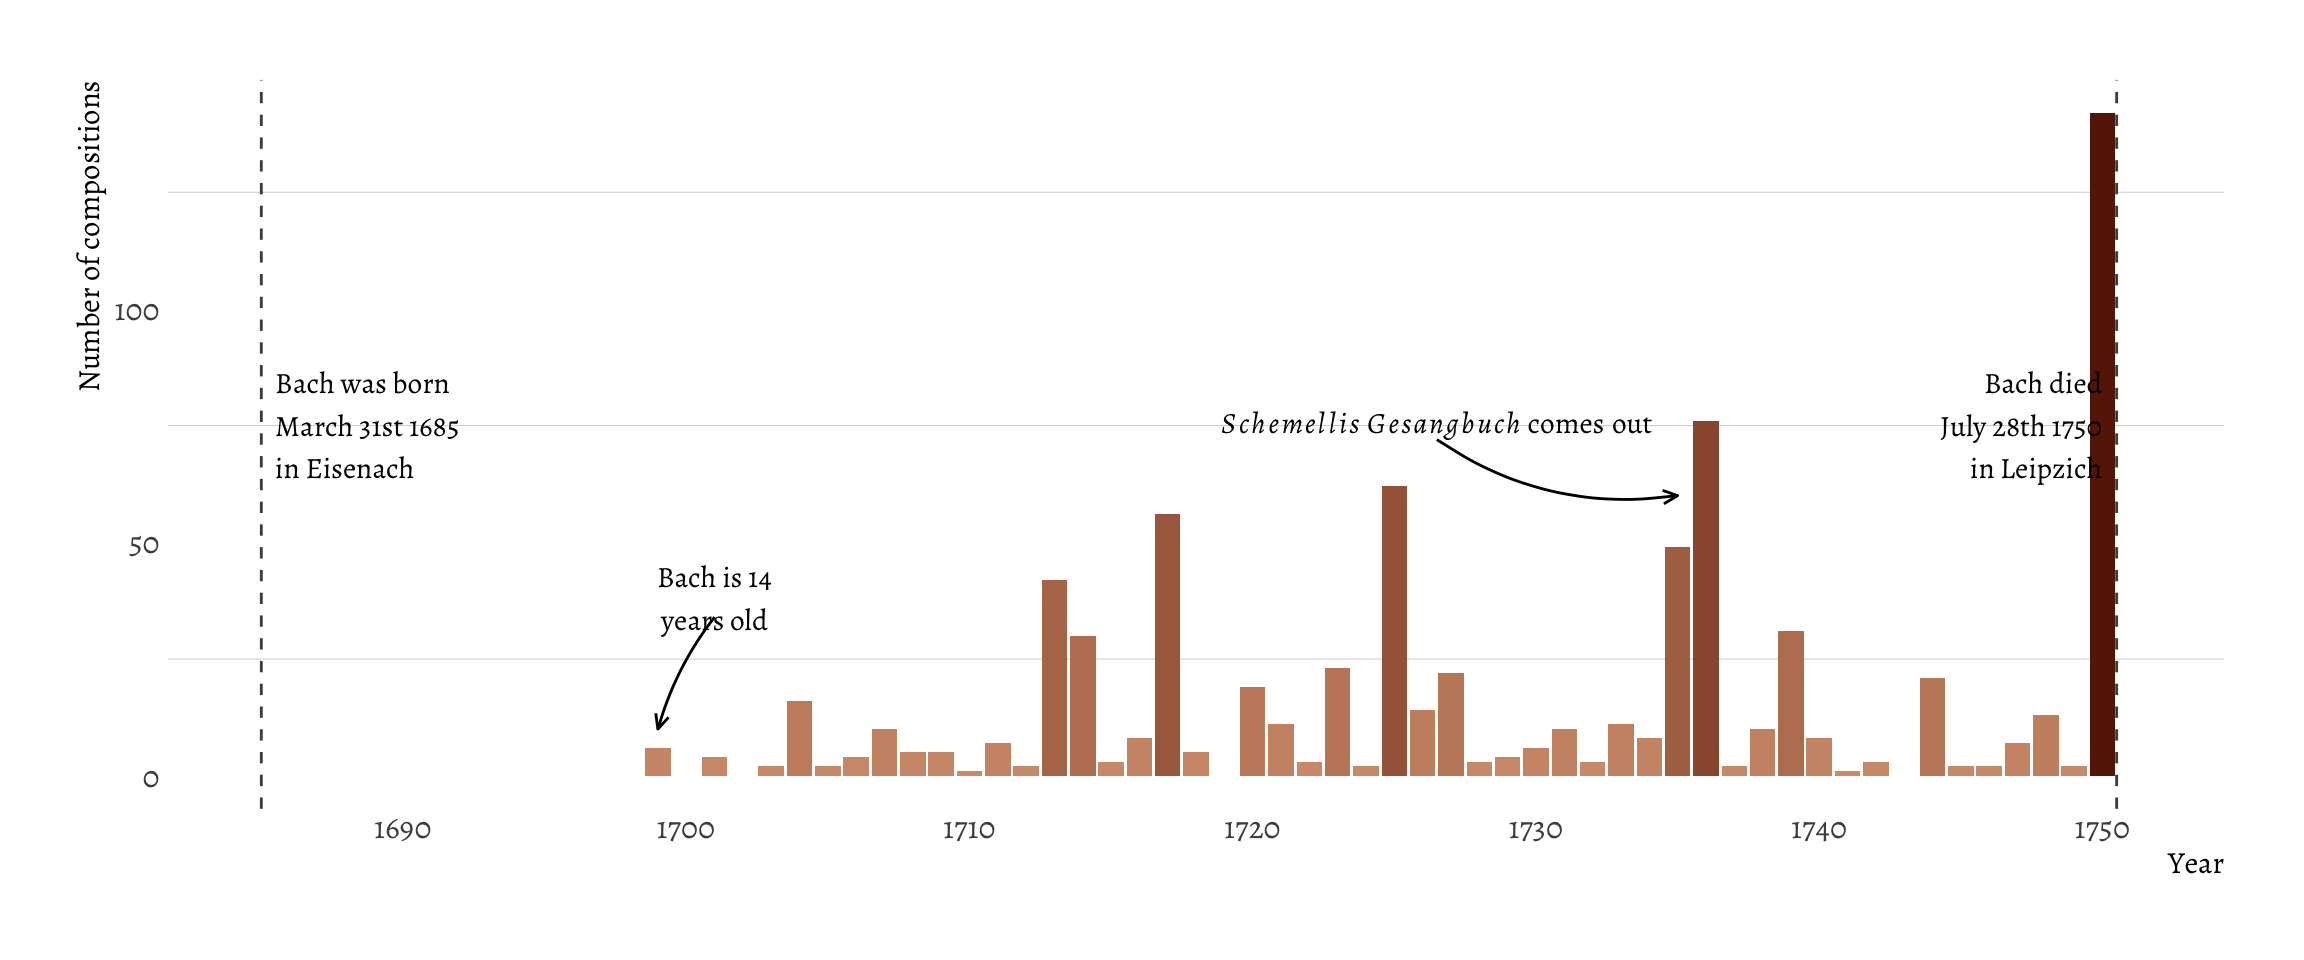 Number of compositions
100
50
0
Bach was born
March 31st 1685
in Eisenach
Bach is 14
years old
Schemellis Gesangbuch comes out
Bach died
July 28th 1750
in Leipzich
1690
1700
1710
1720
1730
1740
1750
Year